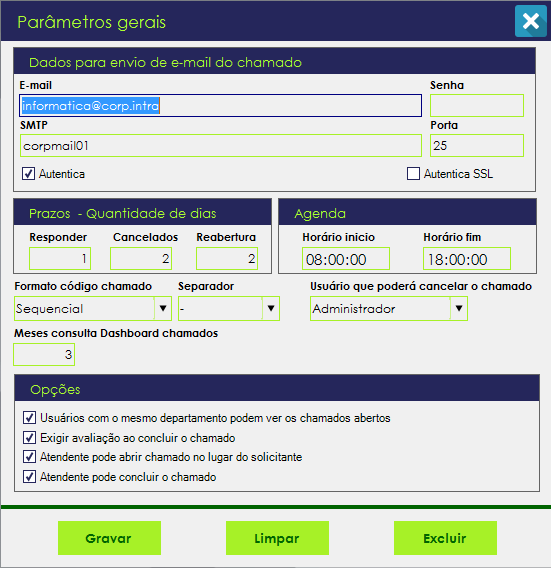 Parâmetros gerais
Dados para envio de e-mail do chamado
E-mail Senha
informatica@corp.intra
SMTP Porta
corpmail01 25
Autentica Autentica SSL
Prazos - Quantidade de dias Agenda
Responder Cancelados Reabertura Horário inicio Horário fim
1 2 2 08:00:00 18:00:00
Formato código chamado Separador Usuário que poderá cancelar o chamado
Sequencial - Administrador
Meses consulta Dashboard chamados
3
Opções
Usuários com o mesmo departamento podem ver os chamados abertos
Exigir avaliação ao concluir o chamado
Atendente pode abrir chamado no lugar do solicitante
Atendente pode concluir o chamado
Gravar Limpar Excluir